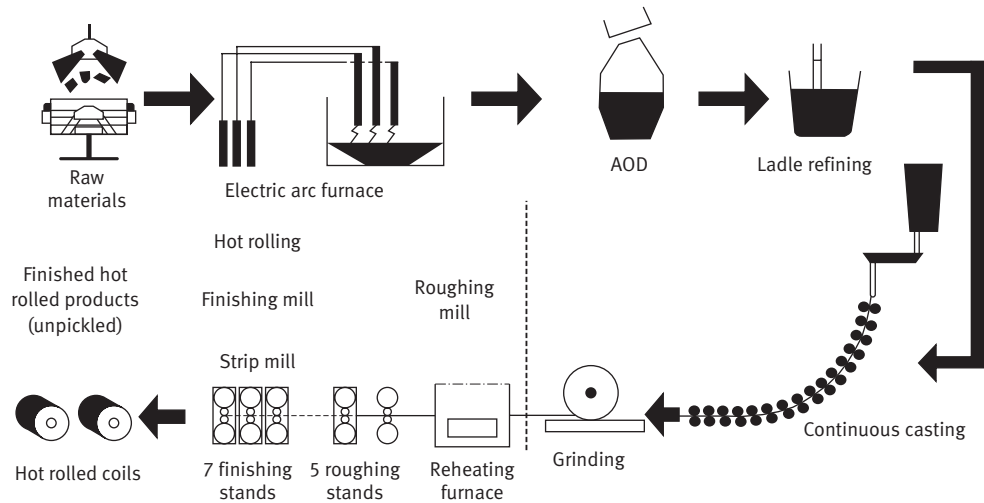 Raw
materials
Electric arc furnace
AOD
Ladle refining
Hot rolling
Finished hot
rolled products
(unpickled)
Finishing mill
Roughing
mill
Strip mill
Continuous casting
Hot rolled coils
7 finishing
stands
5 roughing
stands
Reheating
furnace
Grinding